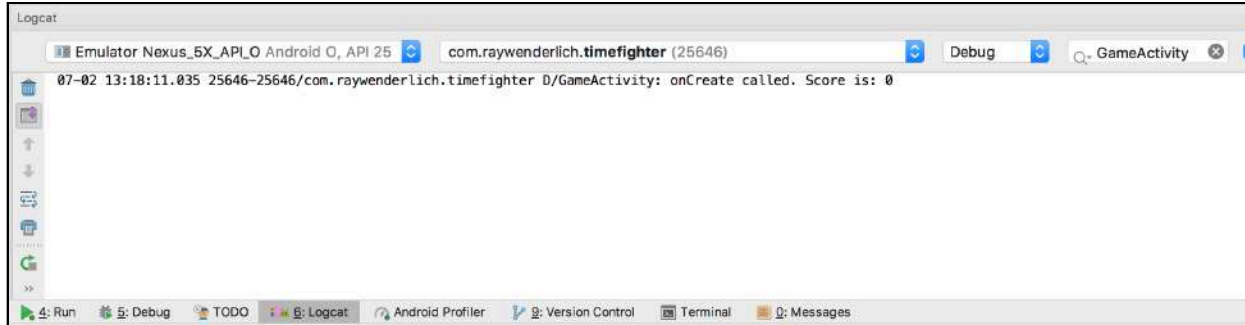 Logcat
Emulator Nexus_5X_API_O Android O, API 25 com.raywenderlich.timefighter (25646) Debug GameActivity
07-02 13:18:11.035 25646-25646/com.raywenderlich.timefighter D/GameActivity: onCreate called. Score is: 0
4: Run 5: Debug TODO 6: Logcat Android Profiler 9: Version Control Terminal 0: Messages